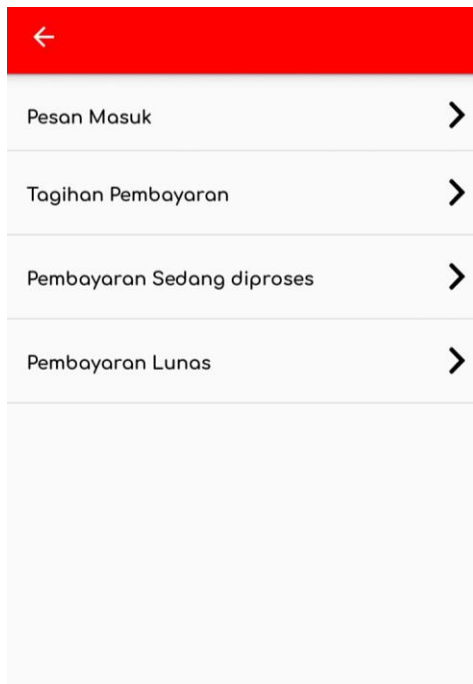 Pesan Masuk
Tagihan Pembayaran
Pembayaran Sedang diproses
Pembayaran Lunas